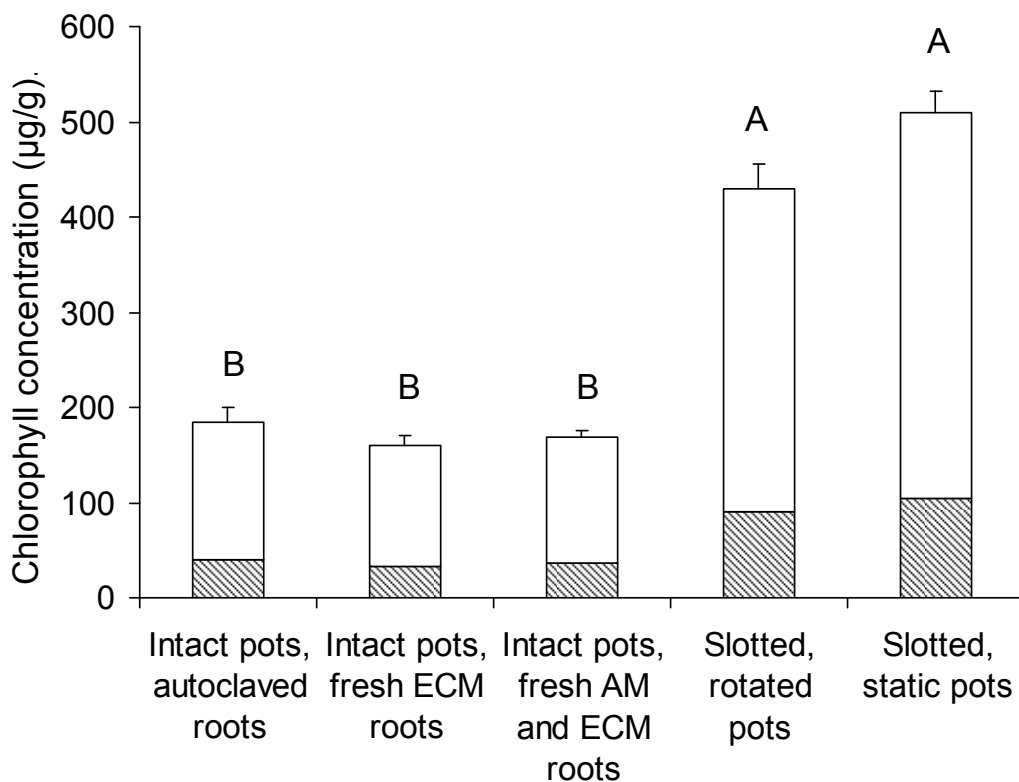 Chlorophyll concentration (µg/g).
600
500
400
300
200
100
0
B
B
B
A
A
Intact pots,
autoclaved
roots
Intact pots,
fresh ECM
roots
Intact pots,
fresh AM
and ECM
roots
Slotted,
rotated
pots
Slotted,
static pots